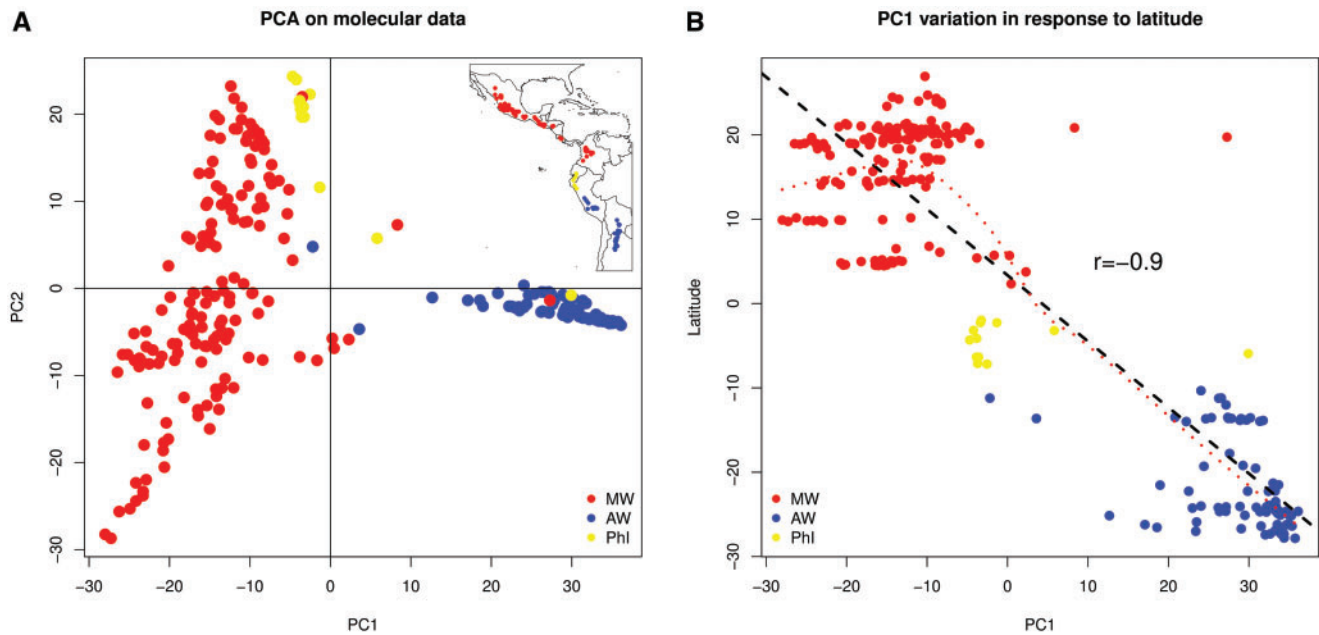 A
PCA on molecular data
PC2
20
10
0
−10
−20
−30
MW
AW
PhI
−30 −20 −10 0 10 20 30
PC1
B
PC1 variation in response to latitude
Latitude
20
10
0
−10
−20
−30
r=−0.9
MW
AW
PhI
−30 −20 −10 0 10 20 30
PC1